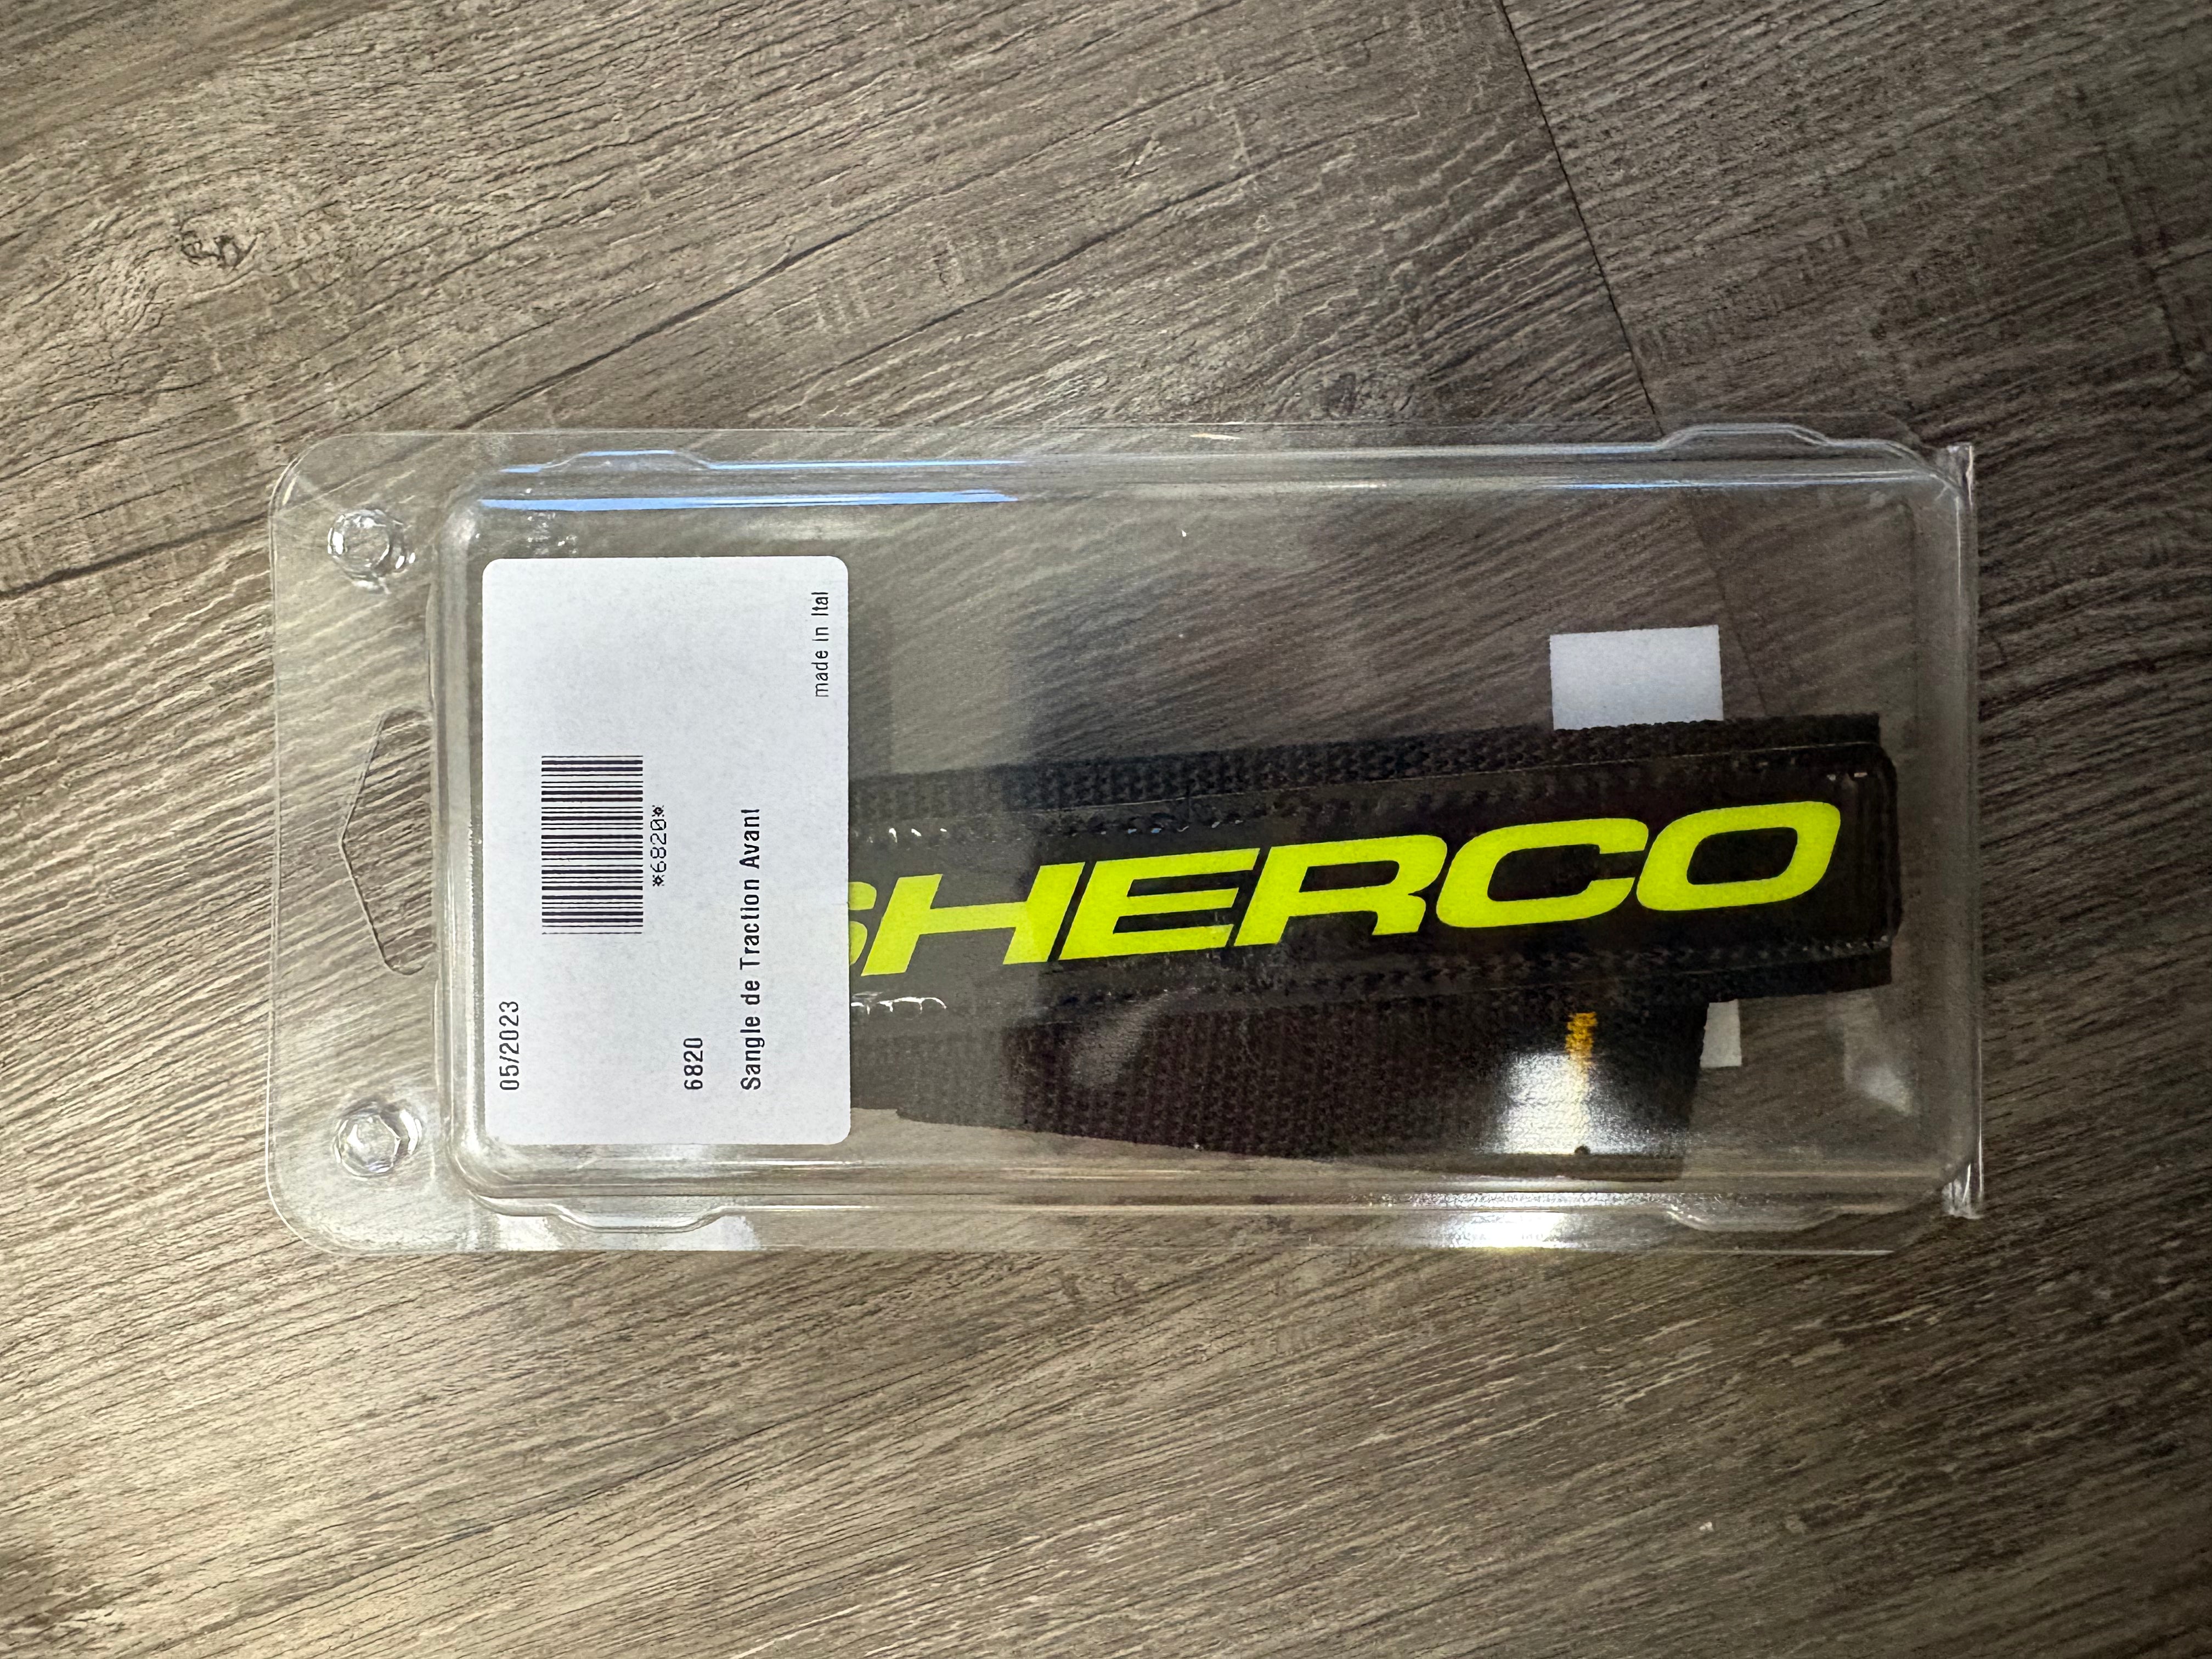 05/2023
*6820*
6820
Sangle de Traction Avant
made in Ital
SHERCO